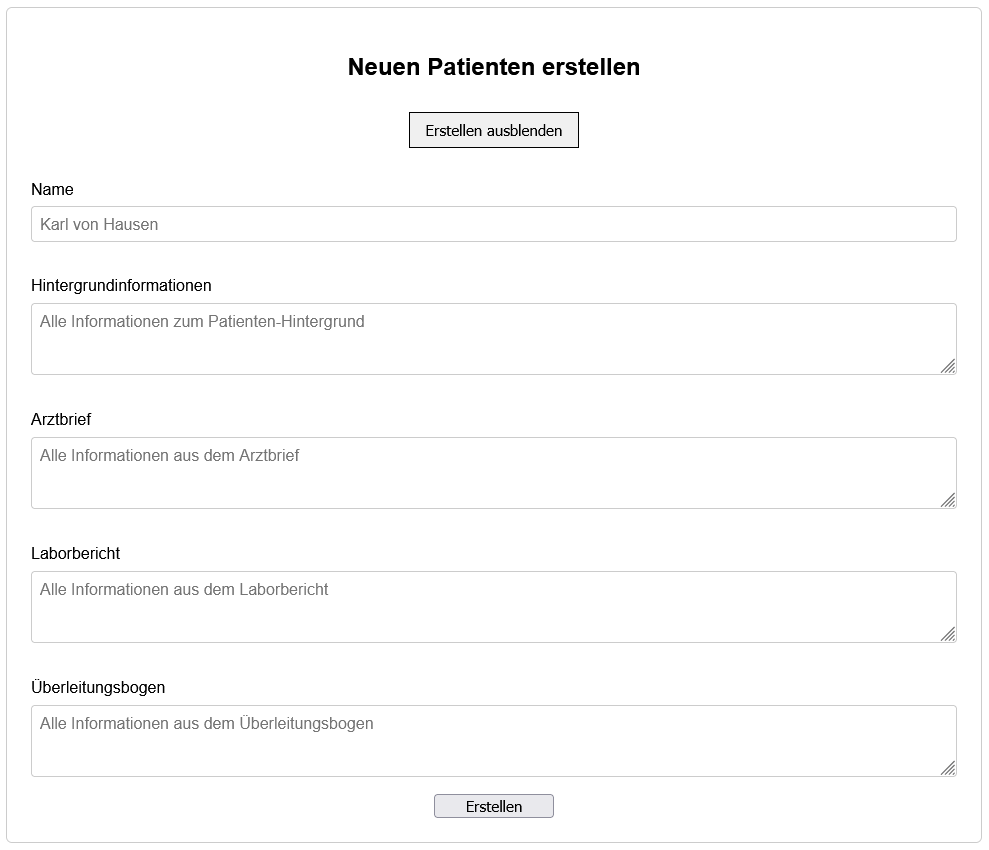 Neuen Patienten erstellen
Erstellen ausblenden
Name
Karl von Hausen
Hintergrundinformationen
Alle Informationen zum Patienten-Hintergrund
Arztbrief
Alle Informationen aus dem Arztbrief
Laborbericht
Alle Informationen aus dem Laborbericht
Überleitungsbogen
Alle Informationen aus dem Überleitungsbogen
Erstellen